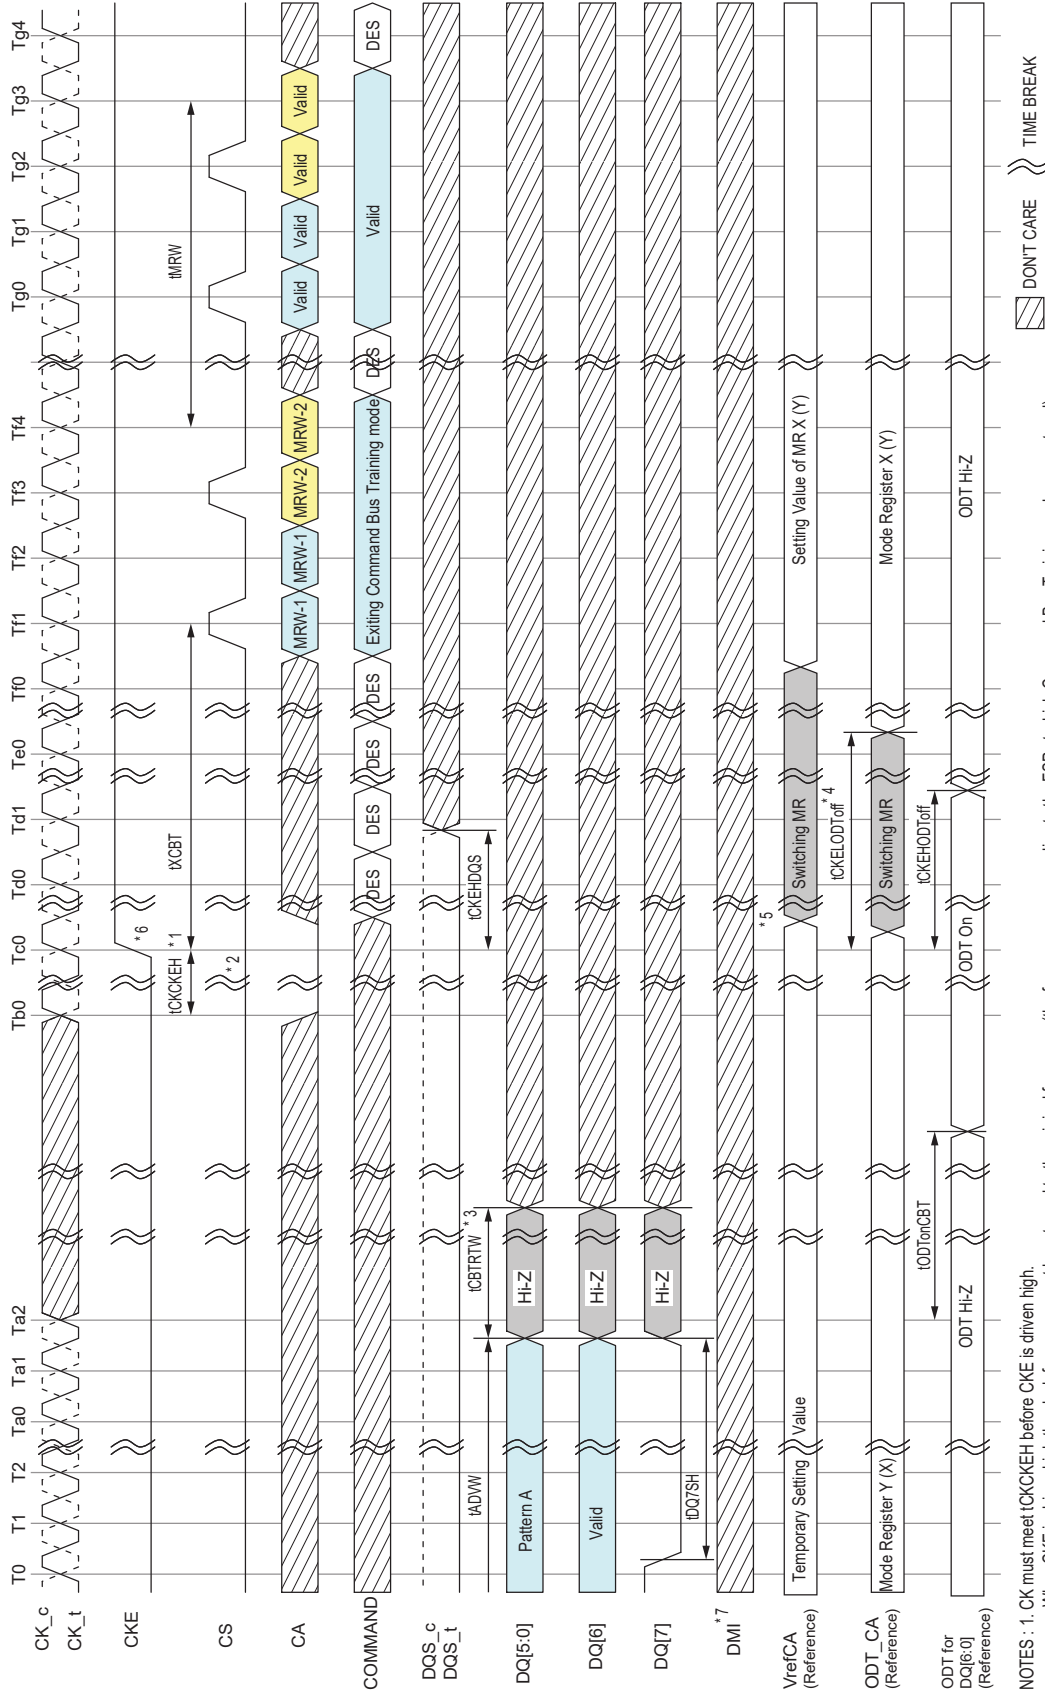 T0 T1 T2 Ta0 Ta1 Ta2 Tb0 Tc0 Td0 Td1 Te0 Tf0 Tf1 Tf2 Tf3 Tf4 Tg0 Tg1 Tg2 Tg3 Tg4
CK_c
CK_t
CKE
*6
tCKCKEH *1
tXCBT
tMRW
CS
*2
CA
MRW-1 MRW-1 MRW-2 MRW-2 Valid Valid Valid Valid
COMMAND
DES DES DES DES Exiting Command Bus Training mode DES Valid DES
DQS_c
DQS_t
tCKEHDQS
tADVW
tCBTRTW *3
DQ[5:0]
Pattern A Hi-Z
DQ[6]
Valid Hi-Z
DQ[7]
Hi-Z
tDQ7SH
DMI *7
*5
VrefCA
(Reference)
Temporary Setting Value Switching MR Setting Value of MR X (Y)
tCKELODToff *4
ODT_CA
(Reference)
Mode Register Y (X) Switching MR Mode Register X (Y)
tODTonCBT
tCKEHODToff
ODT for
DQ[6:0]
(Reference)
ODT Hi-Z ODT On ODT Hi-Z
DON'T CARE TIME BREAK
NOTES : 1. CK must meet tCKCKEH before CKE is driven high.